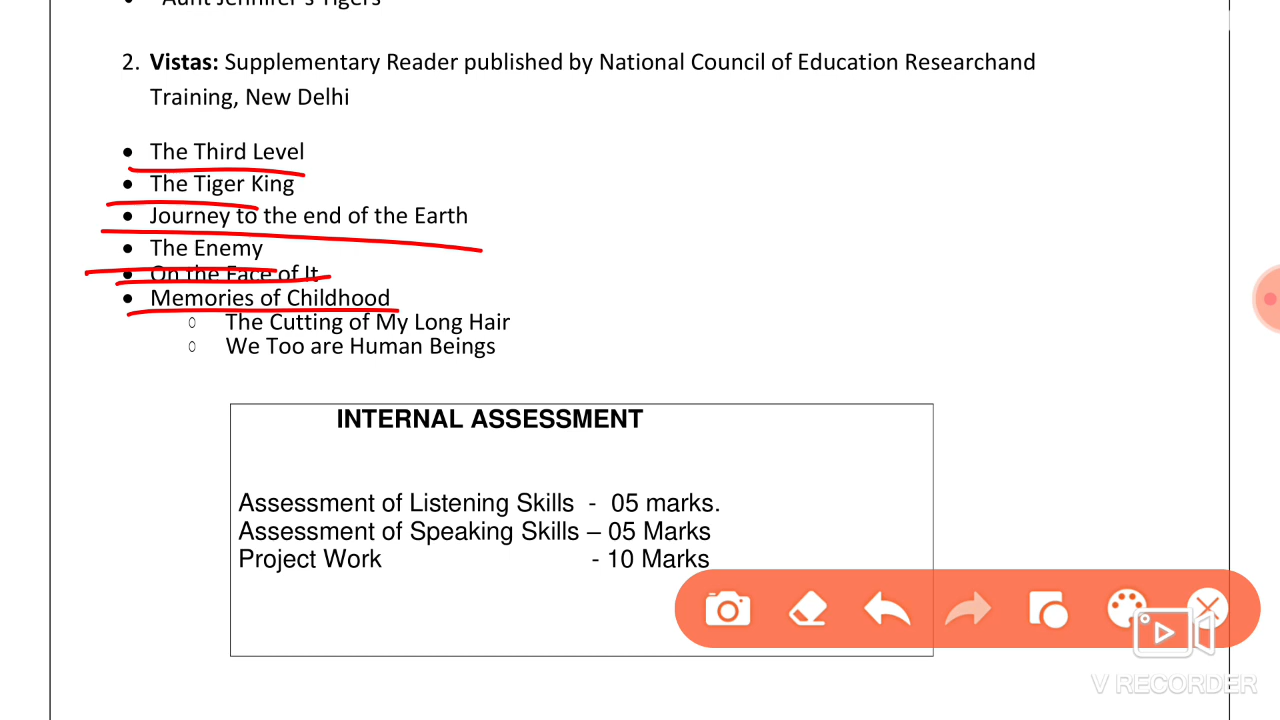 • Aunt Jennifer's Tigers
2. Vistas: Supplementary Reader published by National Council of Education Researchand
Training, New Delhi
• The Third Level
• The Tiger King
• Journey to the end of the Earth
• The Enemy
• On the Face of It
• Memories of Childhood
o The Cutting of My Long Hair
o We Too are Human Beings
INTERNAL ASSESSMENT
Assessment of Listening Skills - 05 marks.
Assessment of Speaking Skills – 05 Marks
Project Work - 10 Marks
V RECORDER